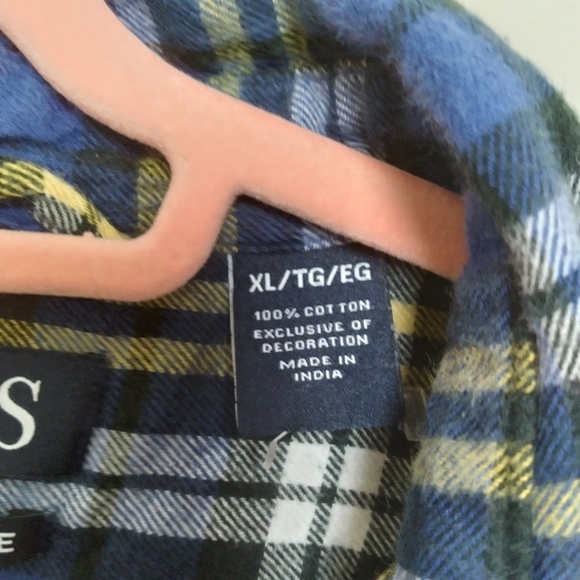 XL/TG/EG
100% COTTON
EXCLUSIVE OF
DECORATION
MADE IN
INDIA
S
E